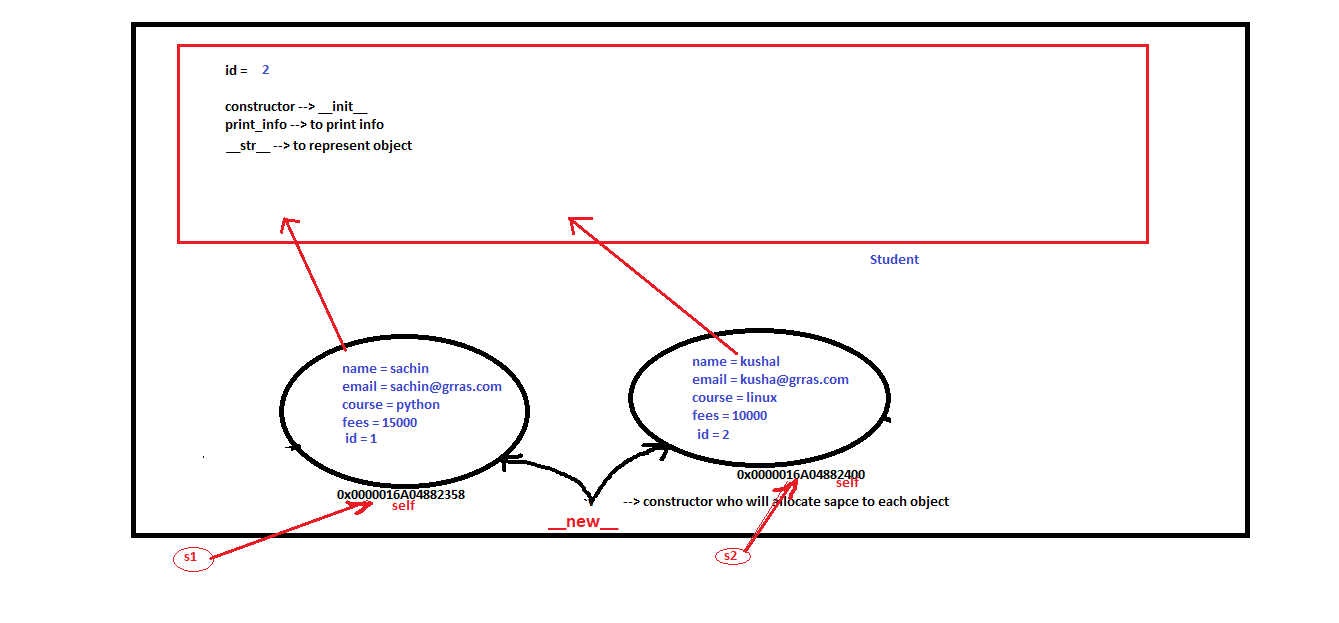 id = 2
constructor --> __init__
print_info --> to print info
__str__ --> to represent object
Student
name = sachin
email = sachin@grras.com
course = python
fees = 15000
id = 1
name = kushal
email = kusha@grras.com
course = linux
fees = 10000
id = 2
0x0000016A04882358
self
0x0000016A04882400
self
__new__
--> constructor who will allocate sapce to each object
s1
s2